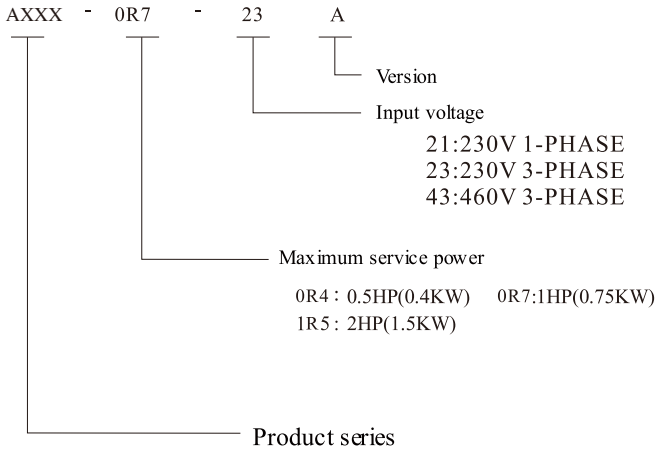 AXXX - 0R7 - 23 A
Version
Input voltage
21:230V 1-PHASE
23:230V 3-PHASE
43:460V 3-PHASE
Maximum service power
0R4: 0.5HP(0.4KW) 0R7:1HP(0.75KW)
1R5: 2HP(1.5KW)
Product series